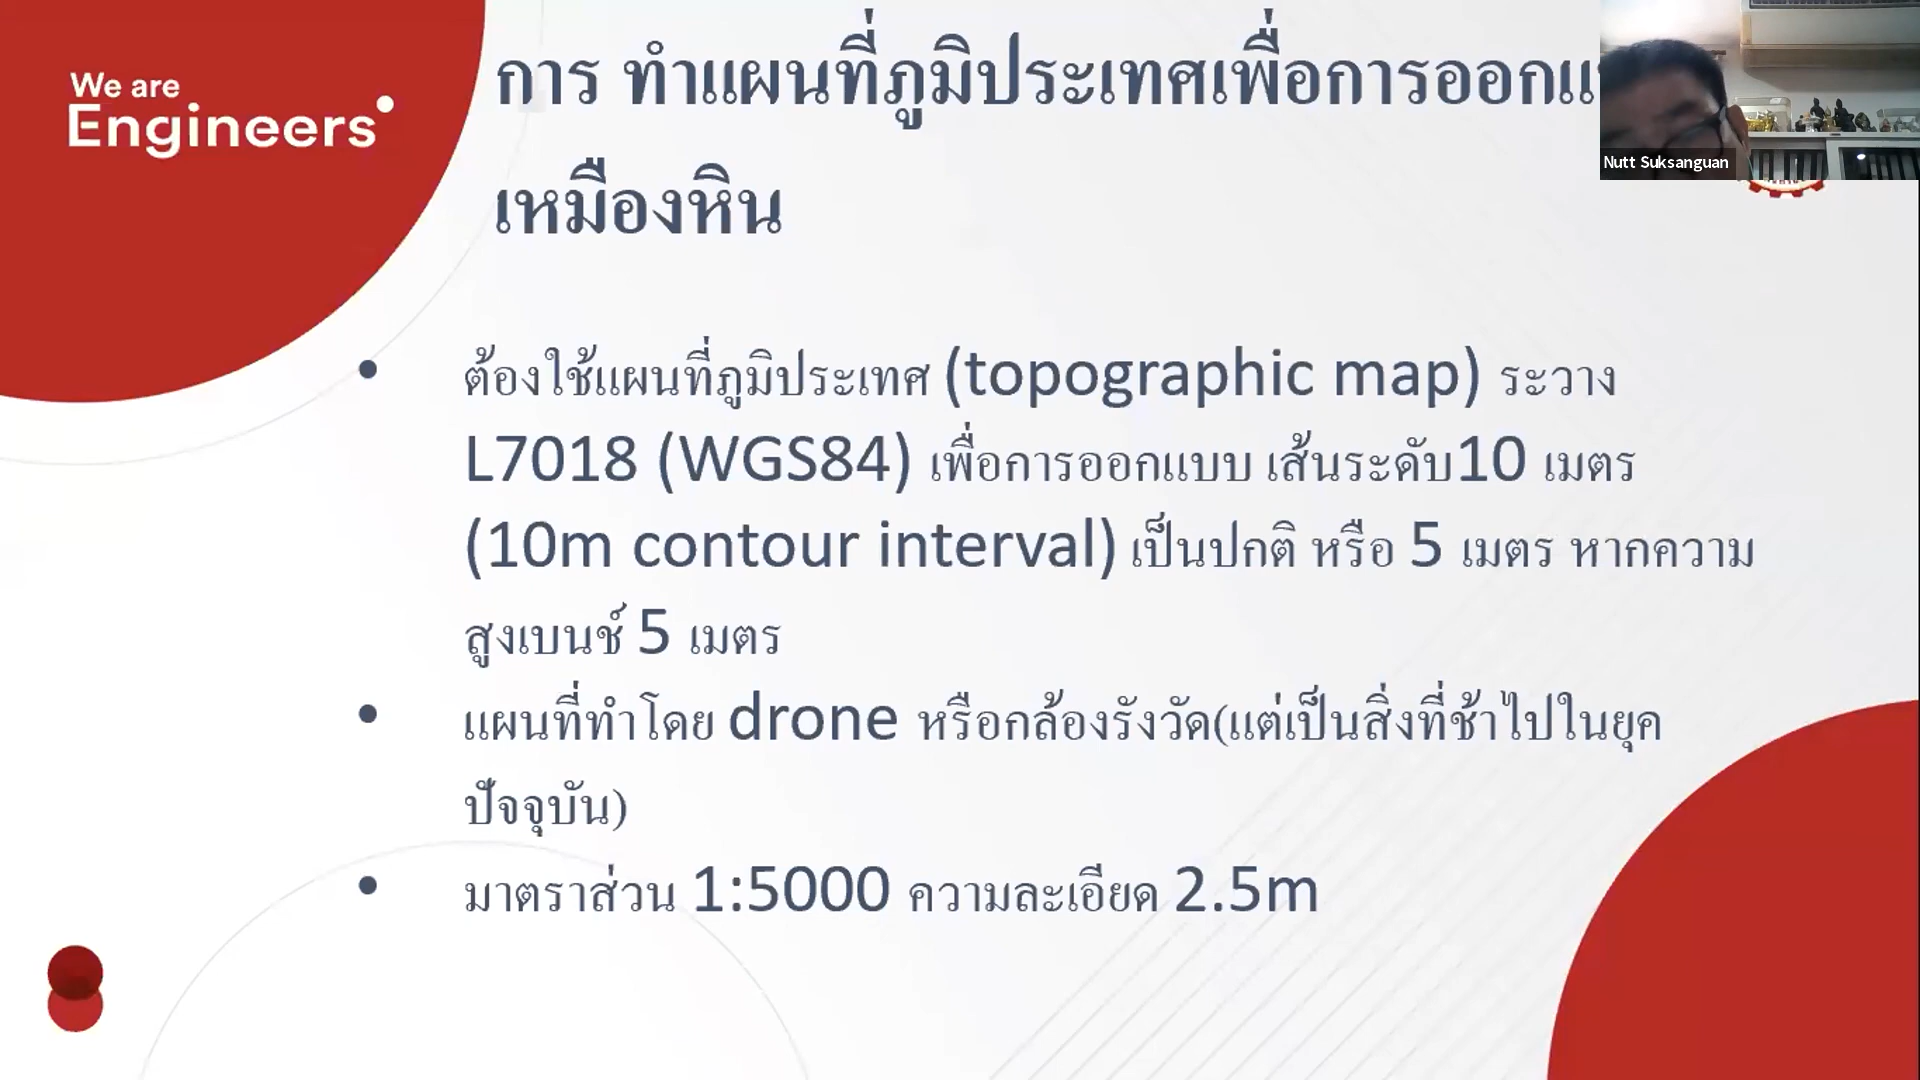 We are
Engineers
การ ทำแผนที่ภูมิประเทศเพื่อการออกแ
เหมืองหิน
Nutt Suksanguan
ต้องใช้แผนที่ภูมิประเทศ (topographic map) ระวาง
L7018 (WGS84) เพื่อการออกแบบ เส้นระดับ10 เมตร
(10m contour interval) เป็นปกติ หรือ 5 เมตร หากความ
สูงเบนช์ 5 เมตร
แผนที่ทำโดย drone หรือกล้องรังวัด(แต่เป็นสิ่งที่ช้าไปในยุค
ปัจจุบัน)
มาตราส่วน 1:5000 ความละเอียด 2.5m